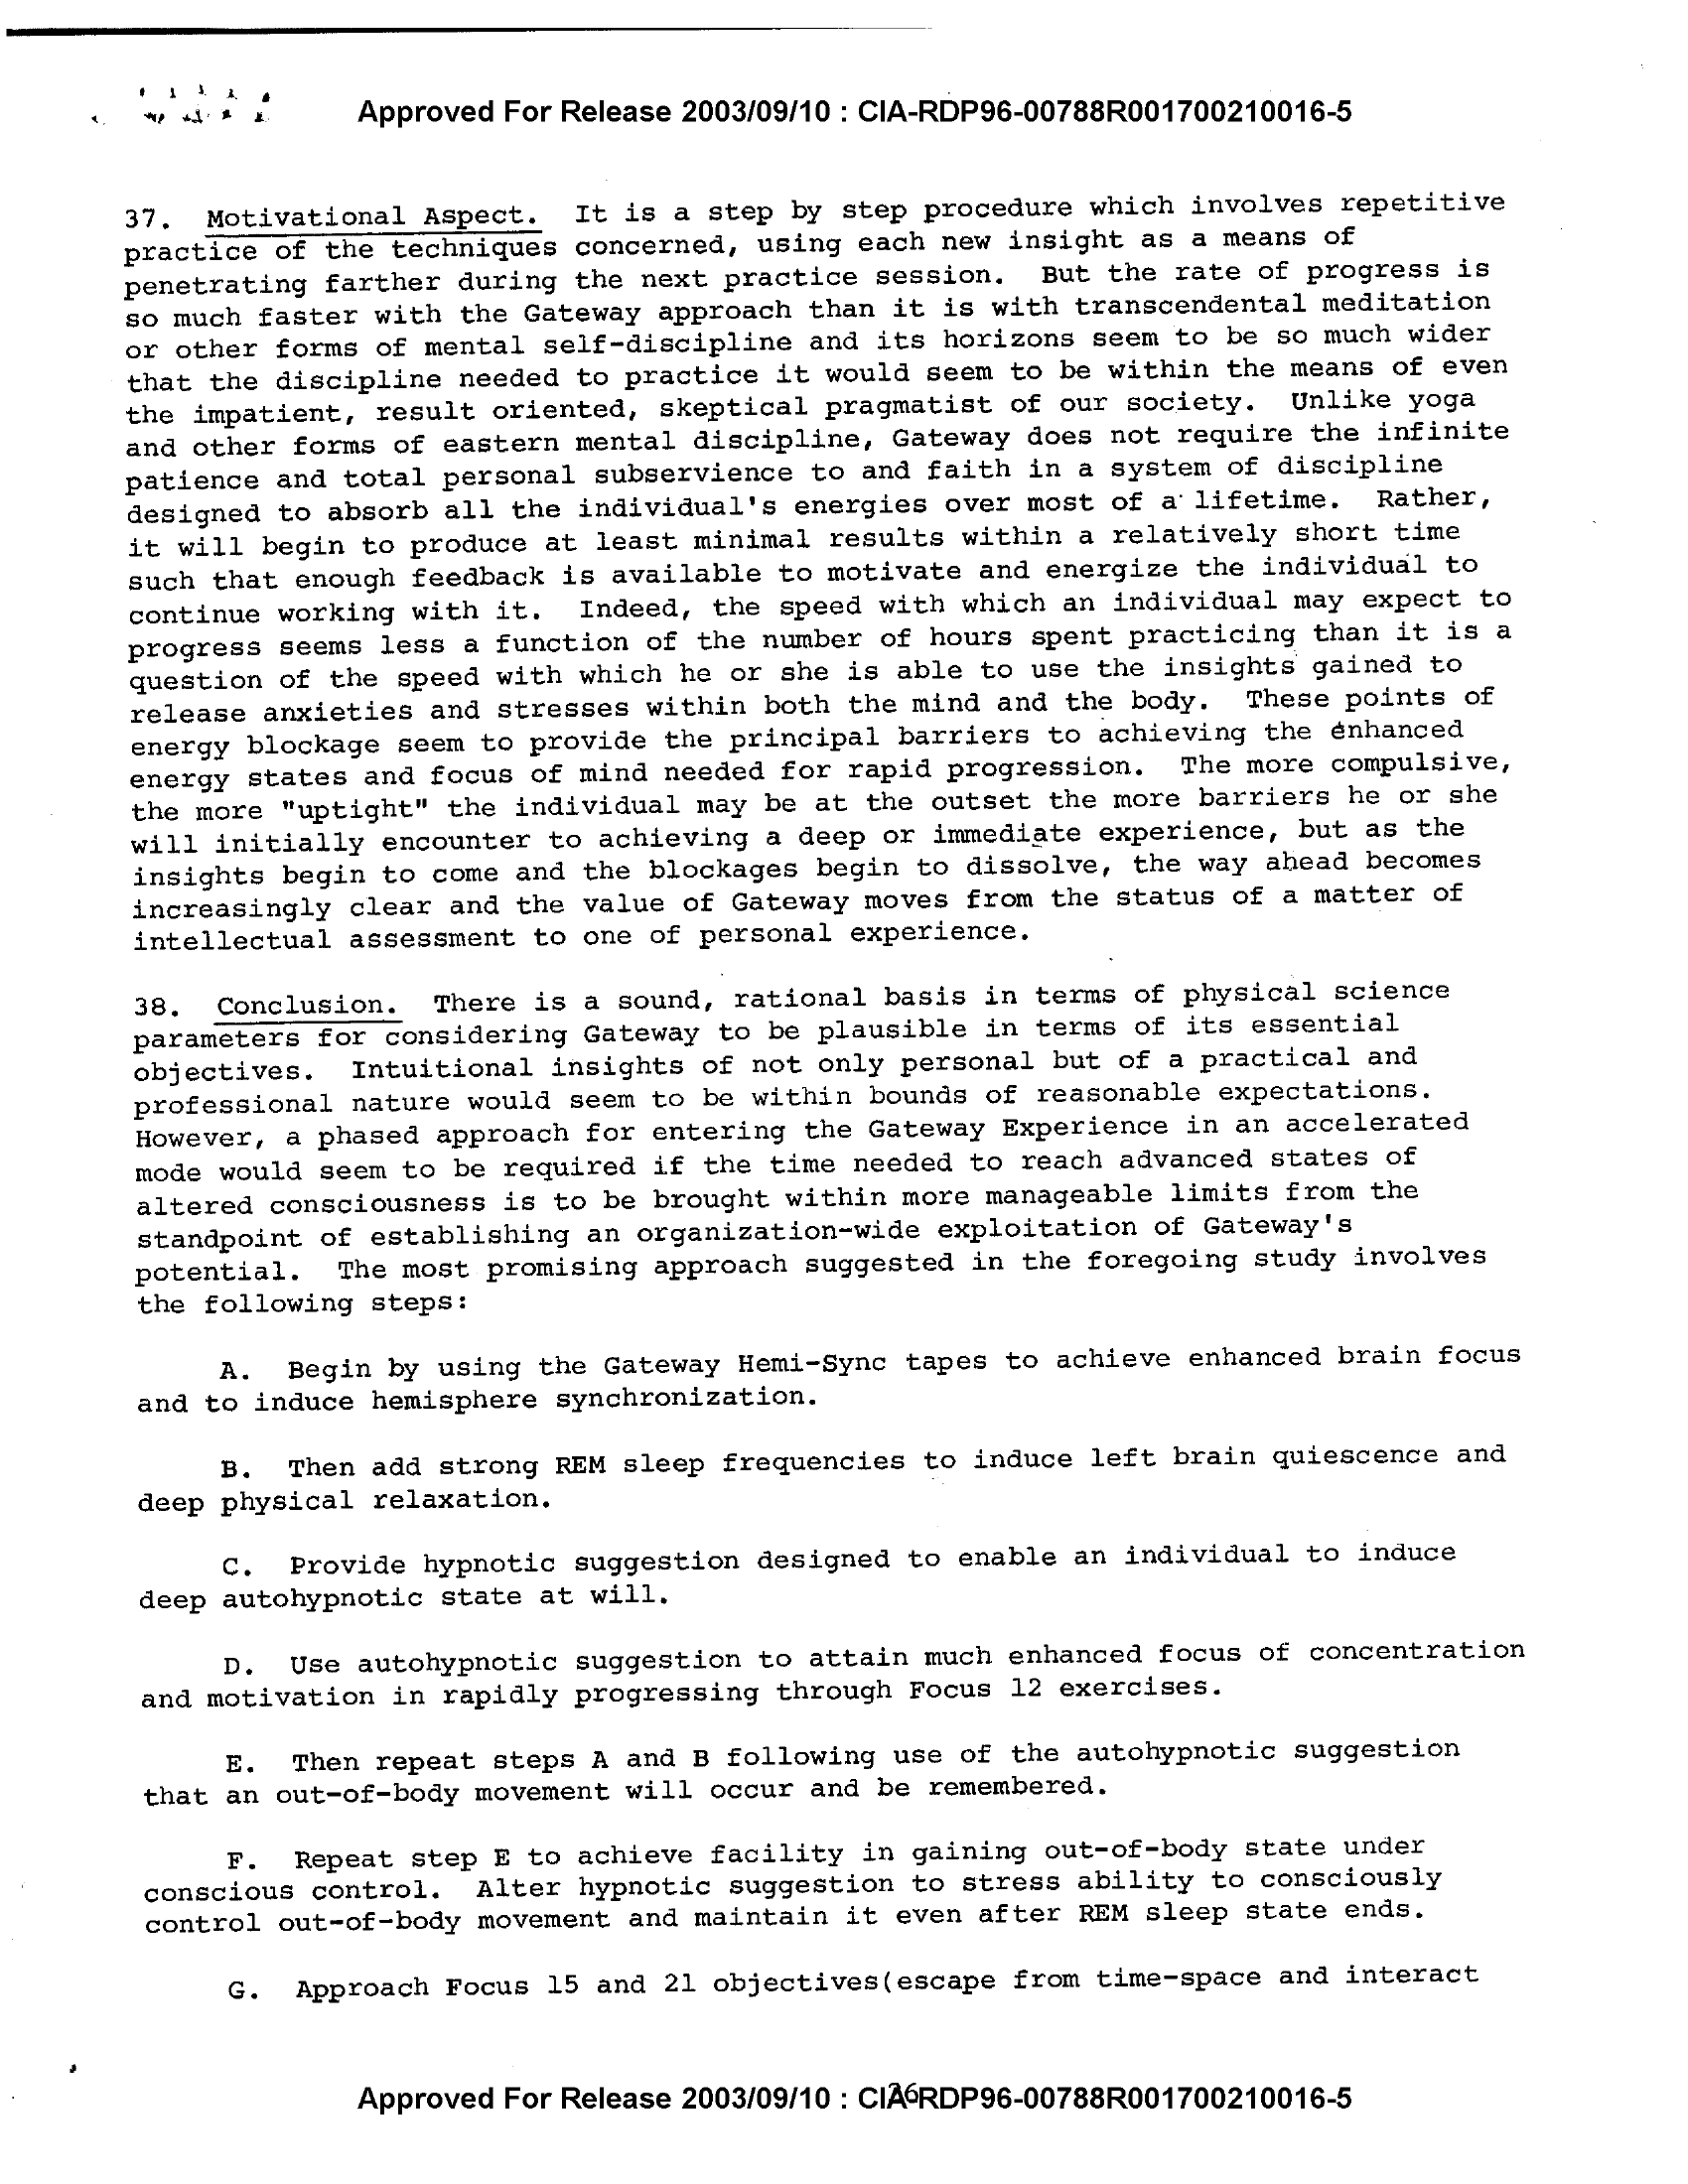 Approved For Release 2003/09/10 : CIA-RDP96-00788R001700210016-5
37. Motivational Aspect. It is a step by step procedure which involves repetitive
practice of the techniques concerned, using each new insight as a means of
penetrating farther during the next practice session. But the rate of progress is
so much faster with the Gateway approach than it is with transcendental meditation
or other forms of mental self-discipline and its horizons seem to be so much wider
that the discipline needed to practice it would seem to be within the means of even
the impatient, result oriented, skeptical pragmatist of our society. Unlike yoga
and other forms of eastern mental discipline, Gateway does not require the infinite
patience and total personal subservience to and faith in a system of discipline
designed to absorb all the individual's energies over most of a lifetime. Rather,
it will begin to produce at least minimal results within a relatively short time
such that enough feedback is available to motivate and energize the individual to
continue working with it. Indeed, the speed with which an individual may expect to
progress seems less a function of the number of hours spent practicing than it is a
question of the speed with which he or she is able to use the insights gained to
release anxieties and stresses within both the mind and the body. These points of
energy blockage seem to provide the principal barriers to achieving the enhanced
energy states and focus of mind needed for rapid progression. The more compulsive,
the more "uptight" the individual may be at the outset the more barriers he or she
will initially encounter to achieving a deep or immediate experience, but as the
insights begin to come and the blockages begin to dissolve, the way ahead becomes
increasingly clear and the value of Gateway moves from the status of a matter of
intellectual assessment to one of personal experience.
38. Conclusion. There is a sound, rational basis in terms of physical science
parameters for considering Gateway to be plausible in terms of its essential
objectives. Intuitional insights of not only personal but of a practical and
professional nature would seem to be within bounds of reasonable expectations.
However, a phased approach for entering the Gateway Experience in an accelerated
mode would seem to be required if the time needed to reach advanced states of
altered consciousness is to be brought within more manageable limits from the
standpoint of establishing an organization-wide exploitation of Gateway's
potential. The most promising approach suggested in the foregoing study involves
the following steps:
A. Begin by using the Gateway Hemi-Sync tapes to achieve enhanced brain focus
and to induce hemisphere synchronization.
B. Then add strong REM sleep frequencies to induce left brain quiescence and
deep physical relaxation.
C. Provide hypnotic suggestion designed to enable an individual to induce
deep autohypnotic state at will.
D. Use autohypnotic suggestion to attain much enhanced focus of concentration
and motivation in rapidly progressing through Focus 12 exercises.
E. Then repeat steps A and B following use of the autohypnotic suggestion
that an out-of-body movement will occur and be remembered.
F. Repeat step E to achieve facility in gaining out-of-body state under
conscious control. Alter hypnotic suggestion to stress ability to consciously
control out-of-body movement and maintain it even after REM sleep state ends.
G. Approach Focus 15 and 21 objectives(escape from time-space and interact
Approved For Release 2003/09/10 : CIA26RDP96-00788R001700210016-5